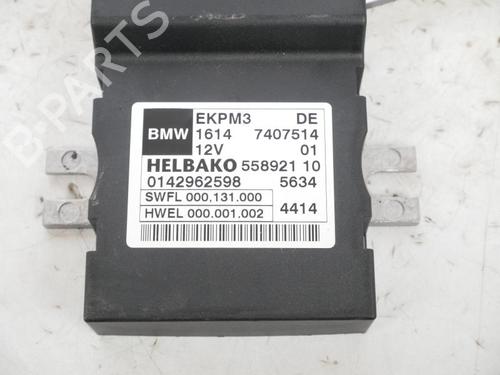 EKPM3 DE
BMW 1614 7407514
12V 01
HELBAKO 558921 10
0142962598 5634
SWFL 000.131.000
HWEL 000.001.002 4414